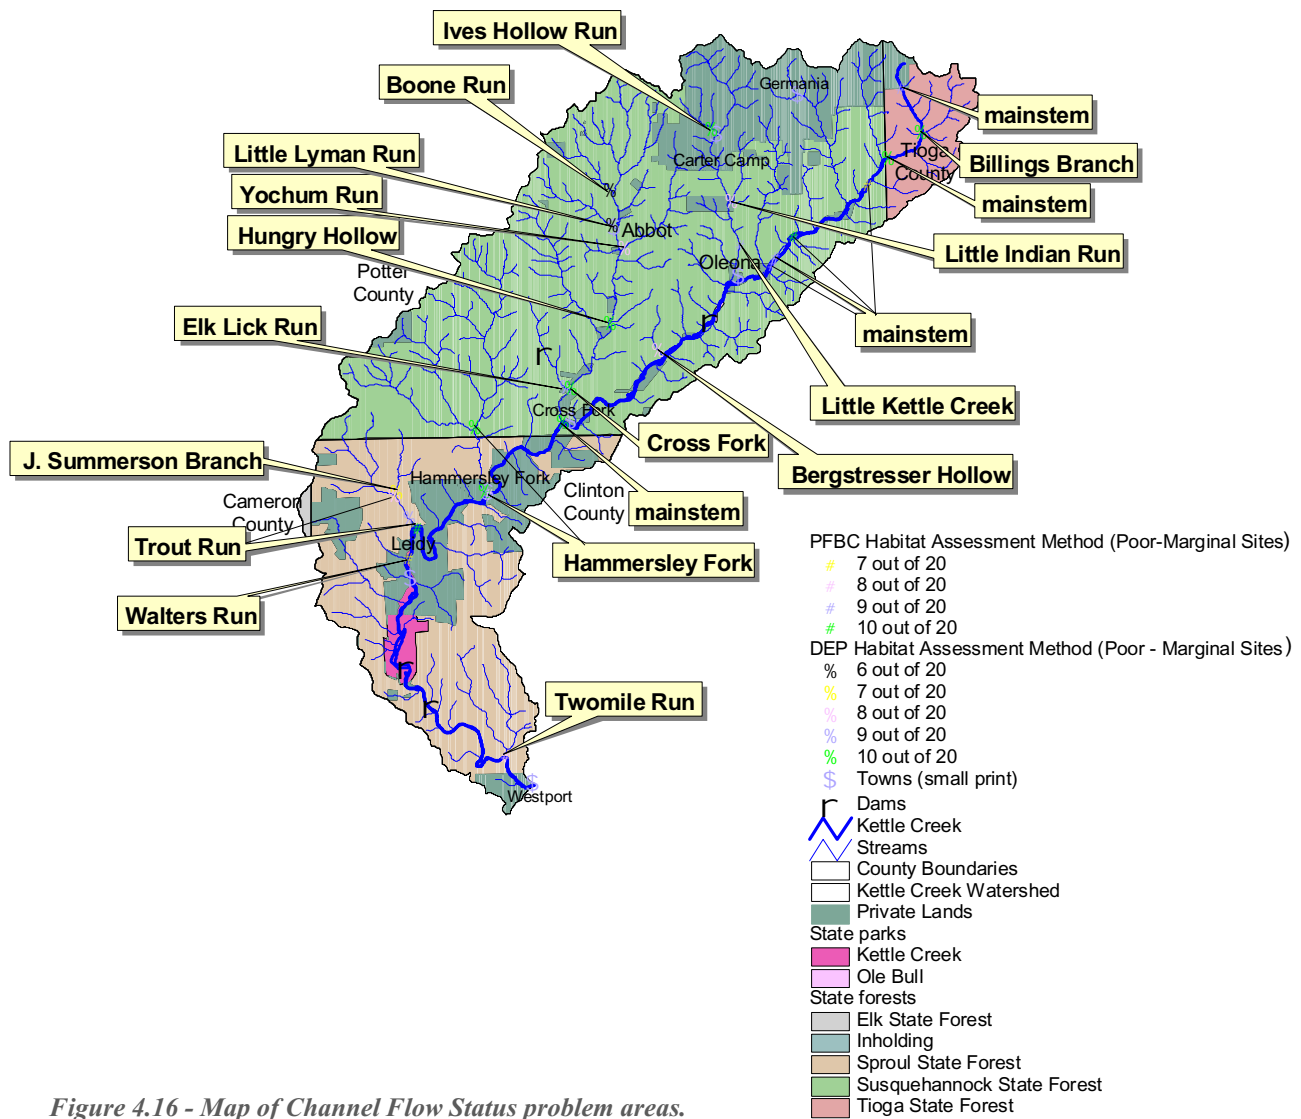 Ives Hollow Run
Boone Run
Germania
mainstem
Little Lyman Run
Carter Camp
Tioga
County
Billings Branch
Yochum Run
mainstem
Hungry Hollow
Abbot
Little Indian Run
Oleona
Potter
County
Elk Lick Run
mainstem
Little Kettle Creek
Cross Fork
Cross Fork
J. Summerson Branch
Bergstresser Hollow
Hammersley Fork
Cameron
County
Clinton
County
mainstem
Trout Run
Leidy
Hammersley Fork
Walters Run
Twomile Run
Westport
PFBC Habitat Assessment Method (Poor-Marginal Sites)
# 7 out of 20
# 8 out of 20
# 9 out of 20
# 10 out of 20
DEP Habitat Assessment Method (Poor - Marginal Sites)
% 6 out of 20
% 7 out of 20
% 8 out of 20
% 9 out of 20
% 10 out of 20
$ Towns (small print)
r Dams
Kettle Creek
Streams
County Boundaries
Kettle Creek Watershed
Private Lands
State parks
Kettle Creek
Ole Bull
State forests
Elk State Forest
Inholding
Sproul State Forest
Susquehannock State Forest
Tioga State Forest
Figure 4.16 - Map of Channel Flow Status problem areas.